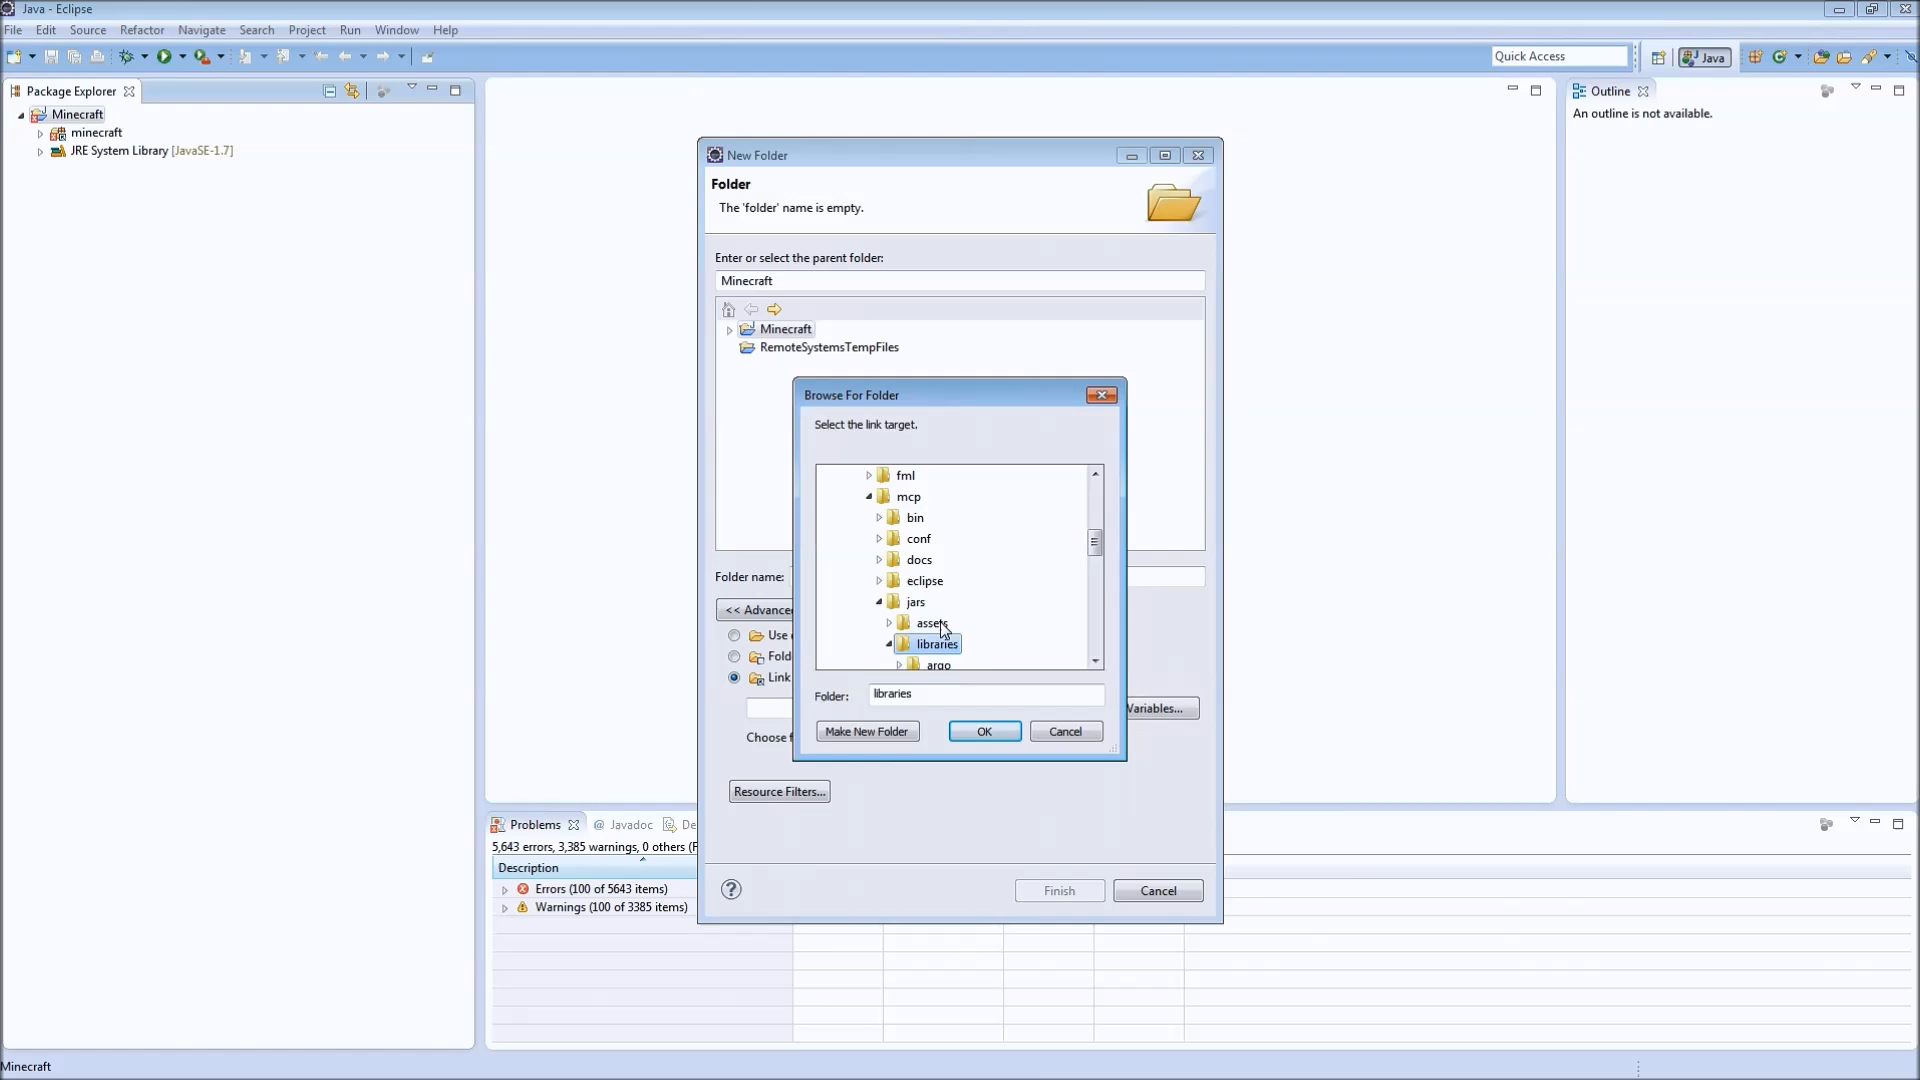 Java - Eclipse
File Edit Source Refactor Navigate Search Project Run Window Help
Quick Access
Java
Package Explorer
Minecraft
minecraft
JRE System Library [JavaSE-1.7]
Outline
An outline is not available.
New Folder
Folder
The 'folder' name is empty.
Enter or select the parent folder:
Minecraft
Minecraft
RemoteSystemsTempFiles
Browse For Folder
Select the link target.
fml
mcp
bin
conf
docs
eclipse
jars
assets
libraries
argo
Folder: libraries
Make New Folder OK Cancel
Folder name:
<< Advanced
Use
Fold
Link
Variables...
Choose f
Resource Filters...
Finish Cancel
Problems @ Javadoc De
5,643 errors, 3,385 warnings, 0 others (F
Description
Errors (100 of 5643 items)
Warnings (100 of 3385 items)
Minecraft